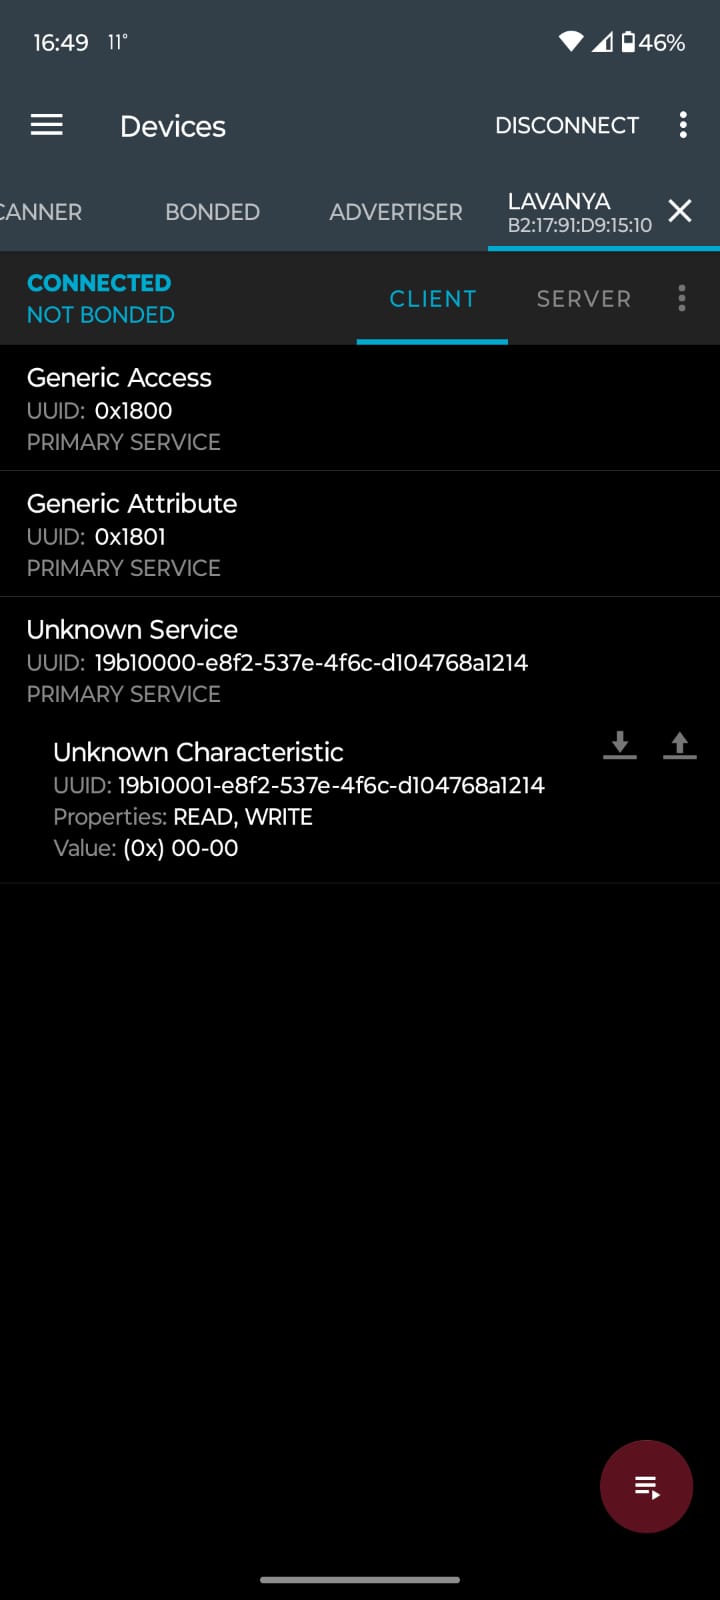 16:49 11° 46%
Devices DISCONNECT
CANNER BONDED ADVERTISER LAVANYA
B2:17:91:D9:15:10
CONNECTED
NOT BONDED
CLIENT SERVER
Generic Access
UUID: 0x1800
PRIMARY SERVICE
Generic Attribute
UUID: 0x1801
PRIMARY SERVICE
Unknown Service
UUID: 19b10000-e8f2-537e-4f6c-d104768a1214
PRIMARY SERVICE
Unknown Characteristic
UUID: 19b10001-e8f2-537e-4f6c-d104768a1214
Properties: READ, WRITE
Value: (0x) 00-00